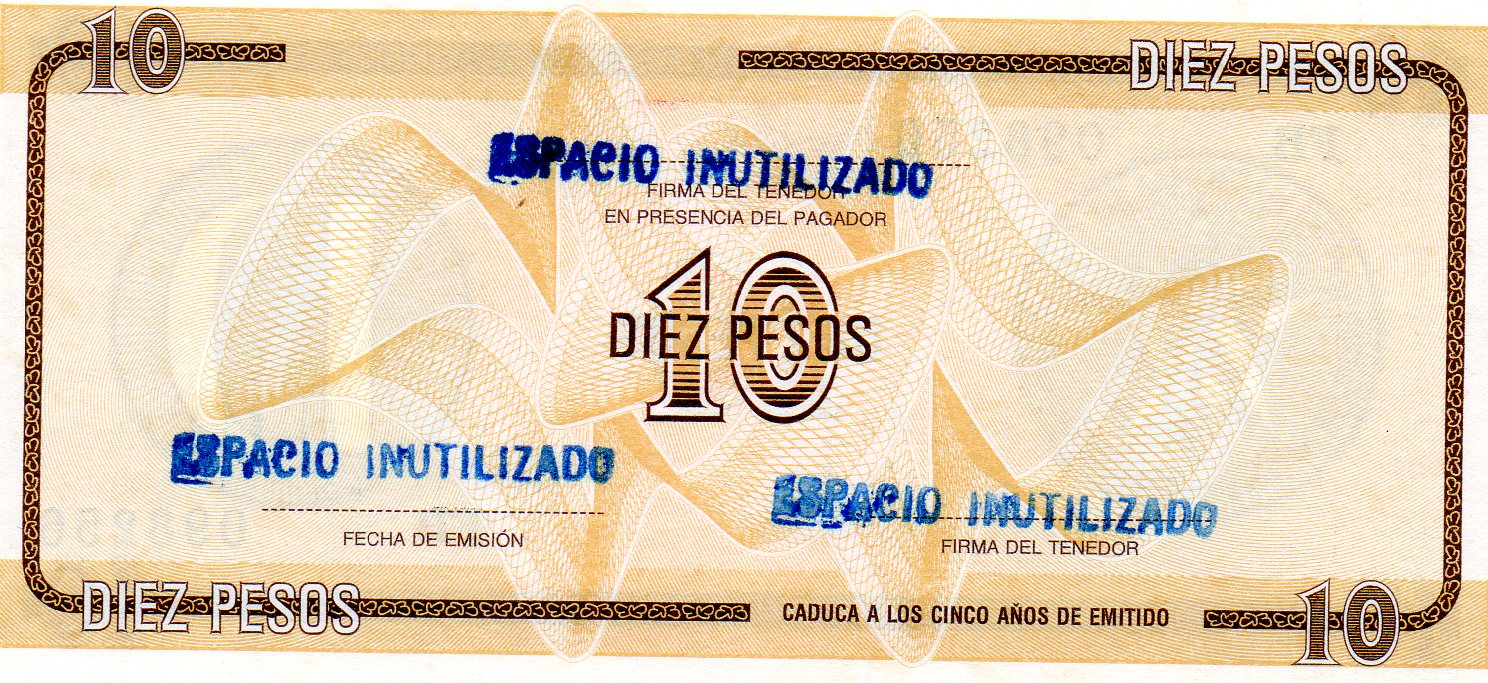 10
DIEZ PESOS
ESPACIO INUTILIZADO
FIRMA DEL TENEDOR
EN PRESENCIA DEL PAGADOR
10
DIEZ PESOS
ESPACIO INUTILIZADO
FECHA DE EMISIÓN
ESPACIO INUTILIZADO
FIRMA DEL TENEDOR
DIEZ PESOS
CADUCA A LOS CINCO AÑOS DE EMITIDO
10